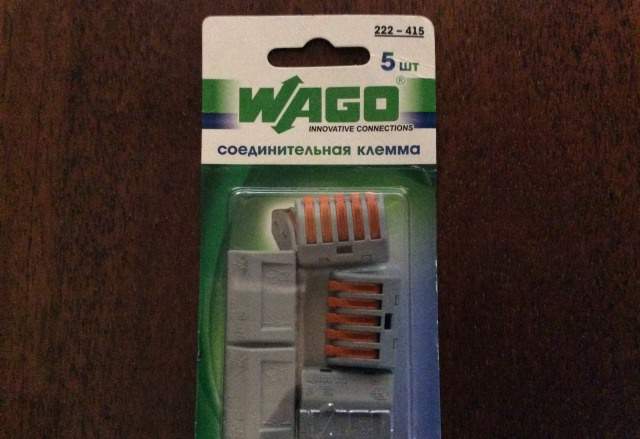 222 - 415
5 шт
WAGO®
INNOVATIVE CONNECTIONS
соединительная клемма